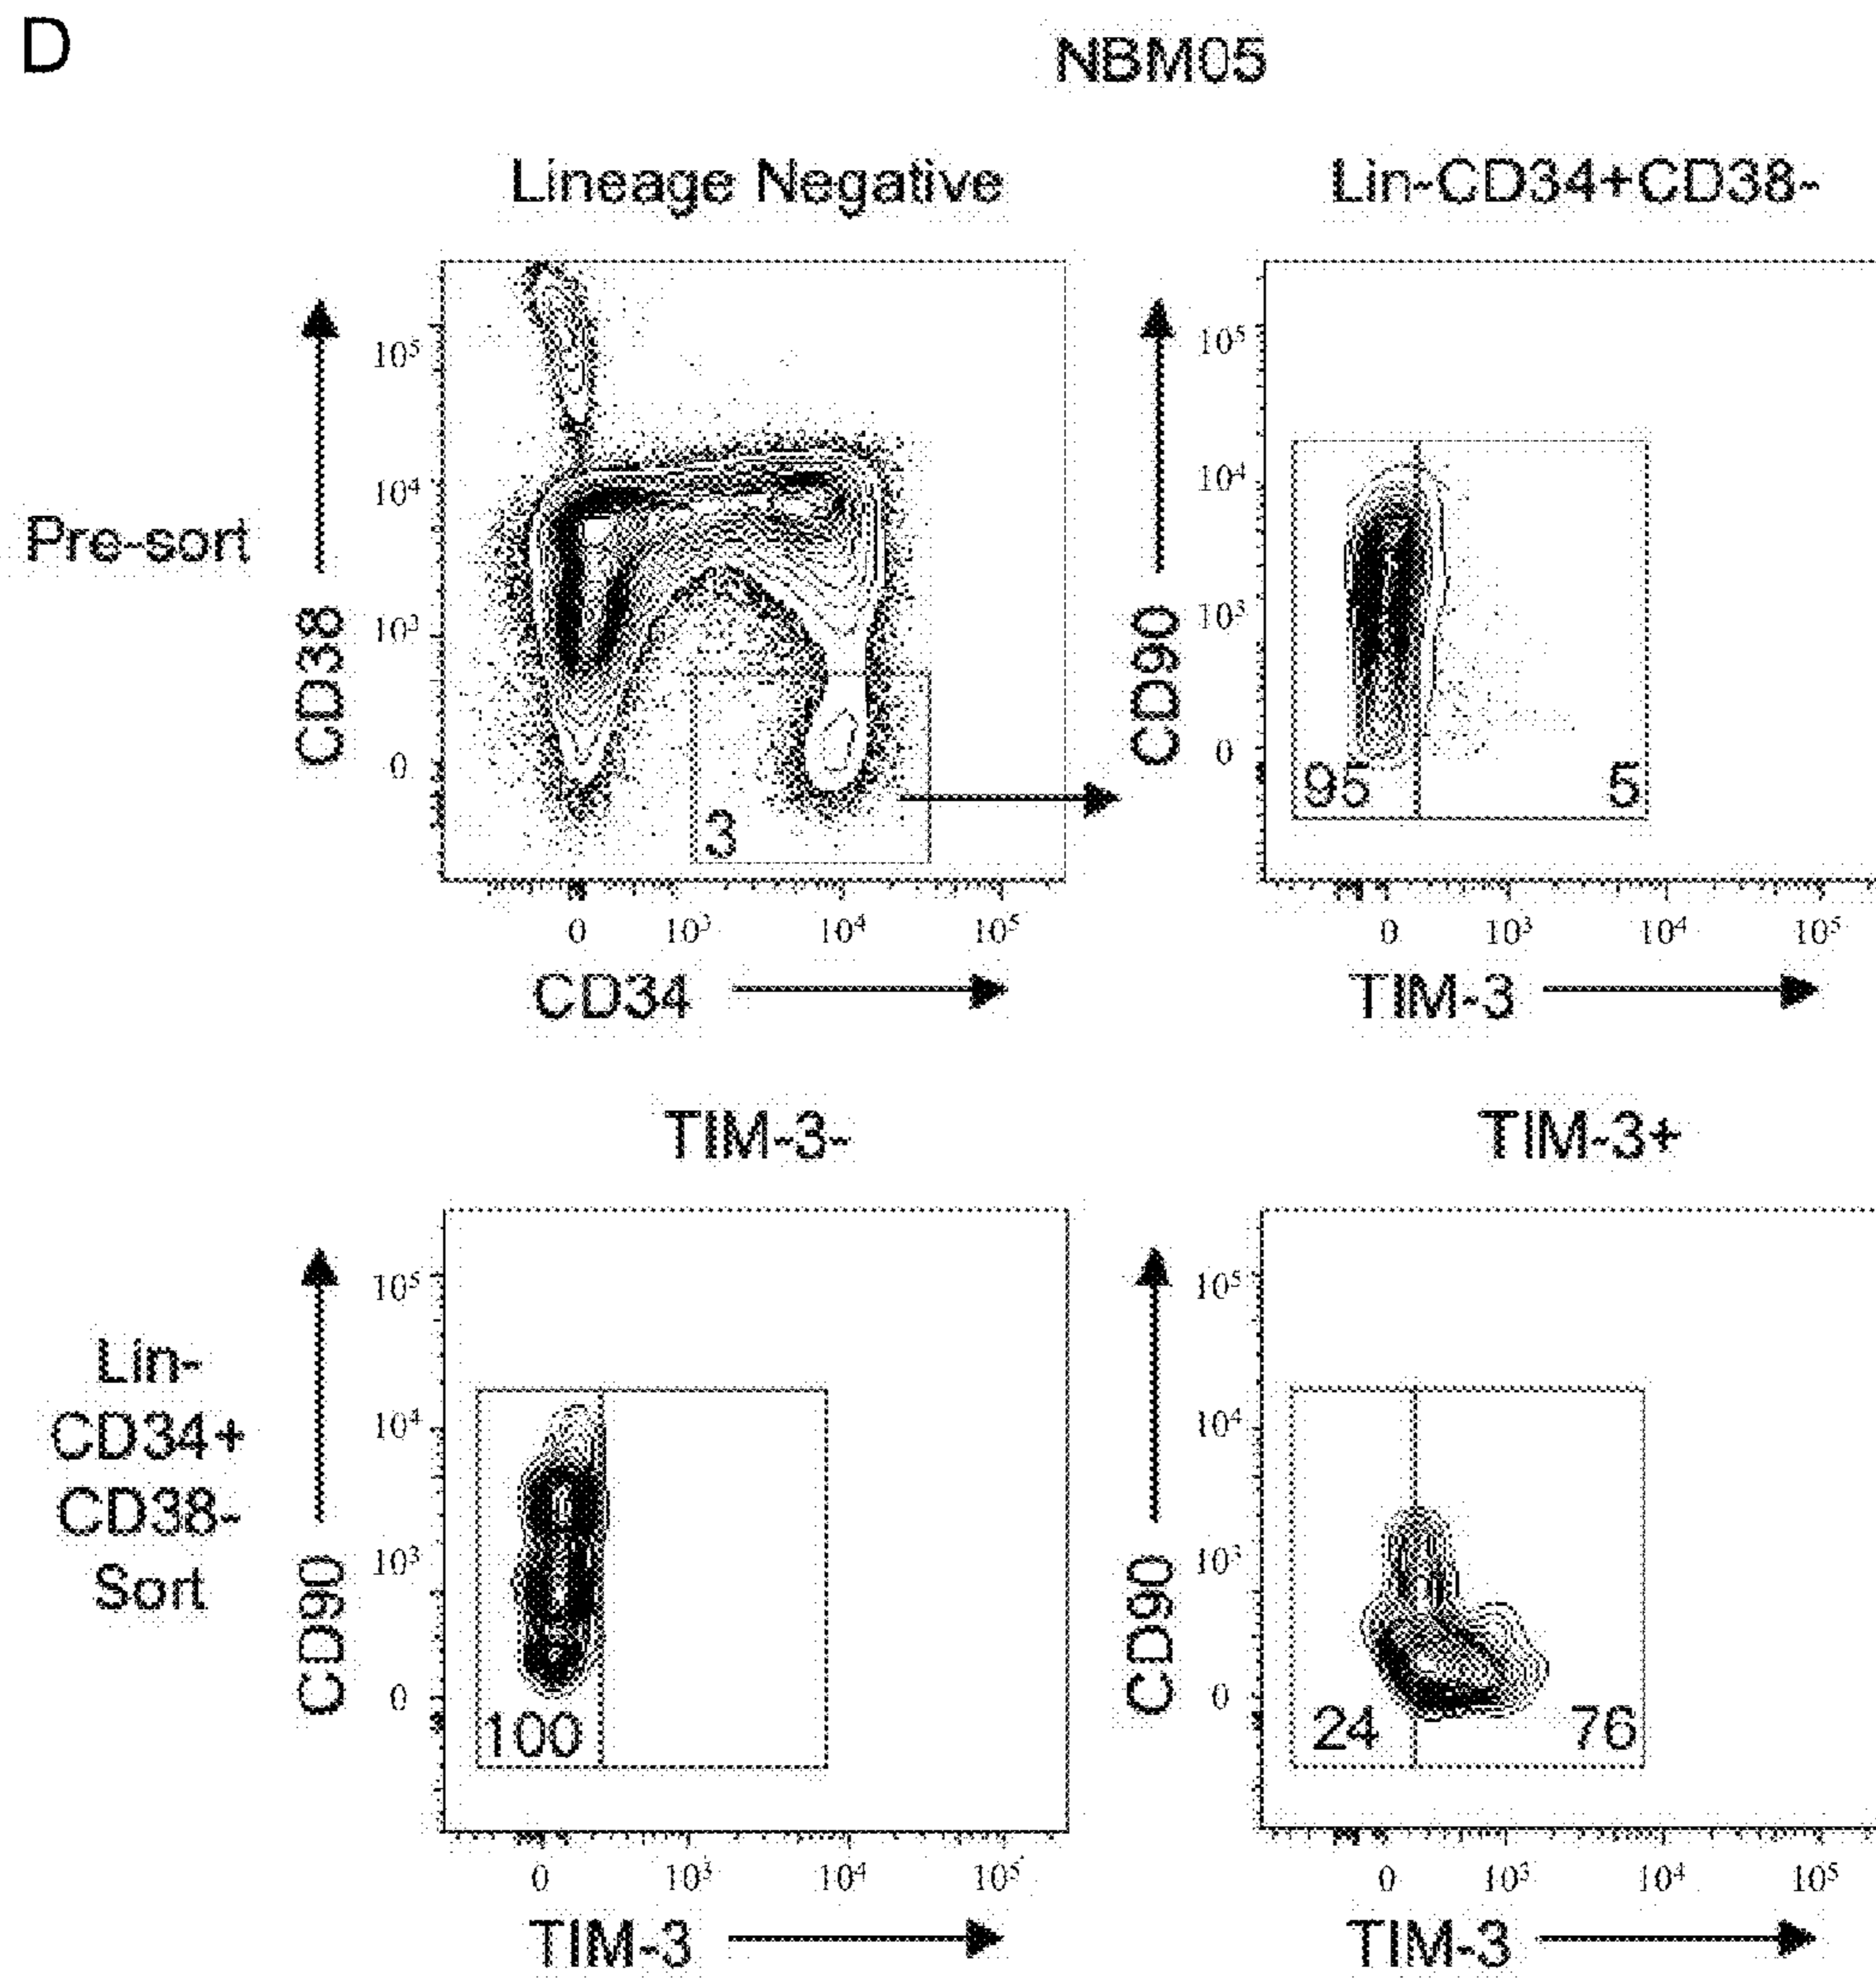 D
NBM05
Lineage Negative
Lin-CD34+CD38-
Pre-sort
CD38
10⁵
10⁴
10³
0
3
0
10³
10⁴
10⁵
CD34
CD90
10⁵
10⁴
10³
0
95
5
0
10³
10⁴
10⁵
TIM-3
TIM-3-
TIM-3+
Lin-
CD34+
CD38-
Sort
CD90
10⁵
10⁴
10³
0
100
0
10³
10⁴
10⁵
TIM-3
CD90
10⁵
10⁴
10³
0
24
76
0
10³
10⁴
10⁵
TIM-3